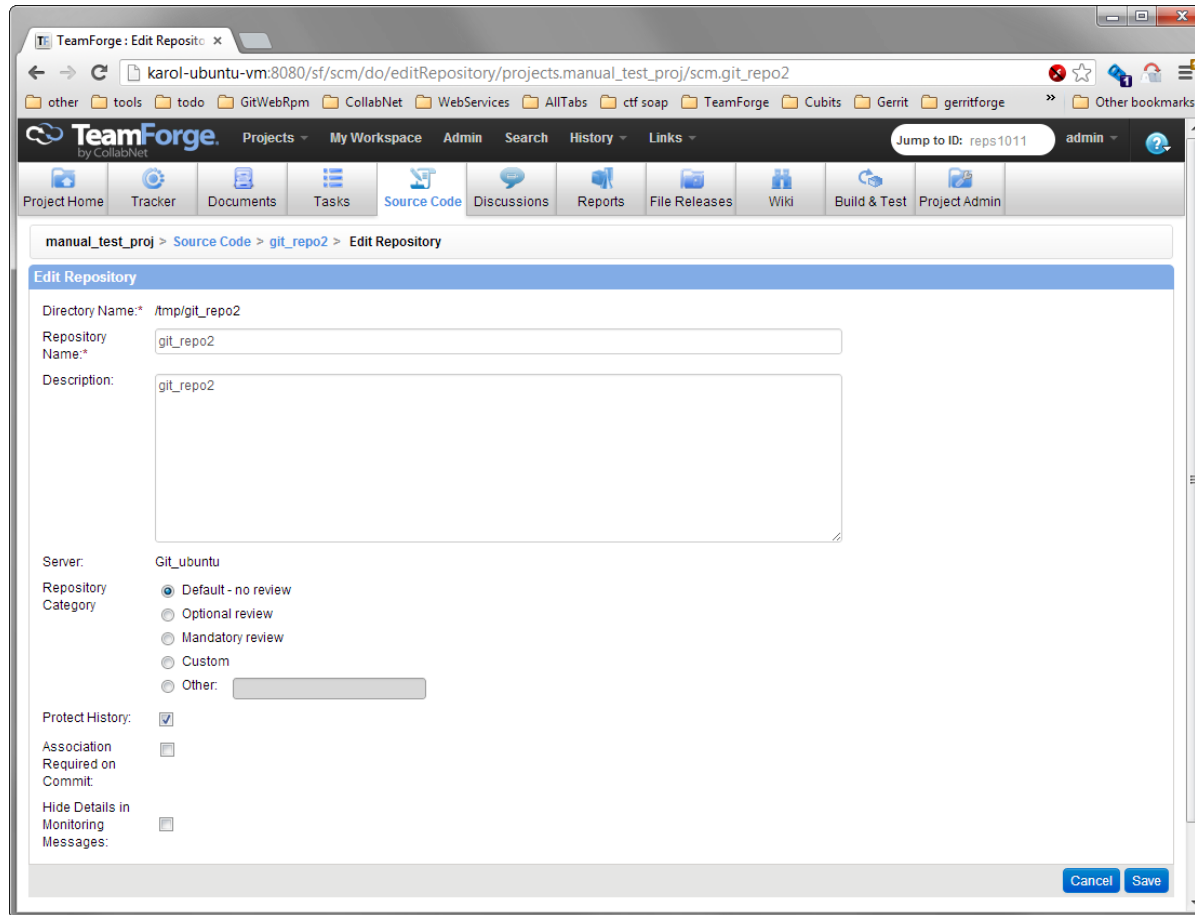 TeamForge : Edit Reposito
karol-ubuntu-vm:8080/sf/scm/do/editRepository/projects.manual_test_proj/scm.git_repo2
other tools todo GitWebRpm CollabNet WebServices AllTabs ctf soap TeamForge Cubits Gerrit gerritforge » Other bookmarks
TeamForge. Projects My Workspace Admin Search History Links Jump to ID: reps1011 admin ?
by CollabNet
Project Home Tracker Documents Tasks Source Code Discussions Reports File Releases Wiki Build & Test Project Admin
manual_test_proj > Source Code > git_repo2 > Edit Repository
Edit Repository
Directory Name:* /tmp/git_repo2
Repository
Name:*
git_repo2
Description:
git_repo2
Server: Git_ubuntu
Repository
Category
Default - no review
Optional review
Mandatory review
Custom
Other:
Protect History:
Association
Required on
Commit:
Hide Details in
Monitoring
Messages:
Cancel Save